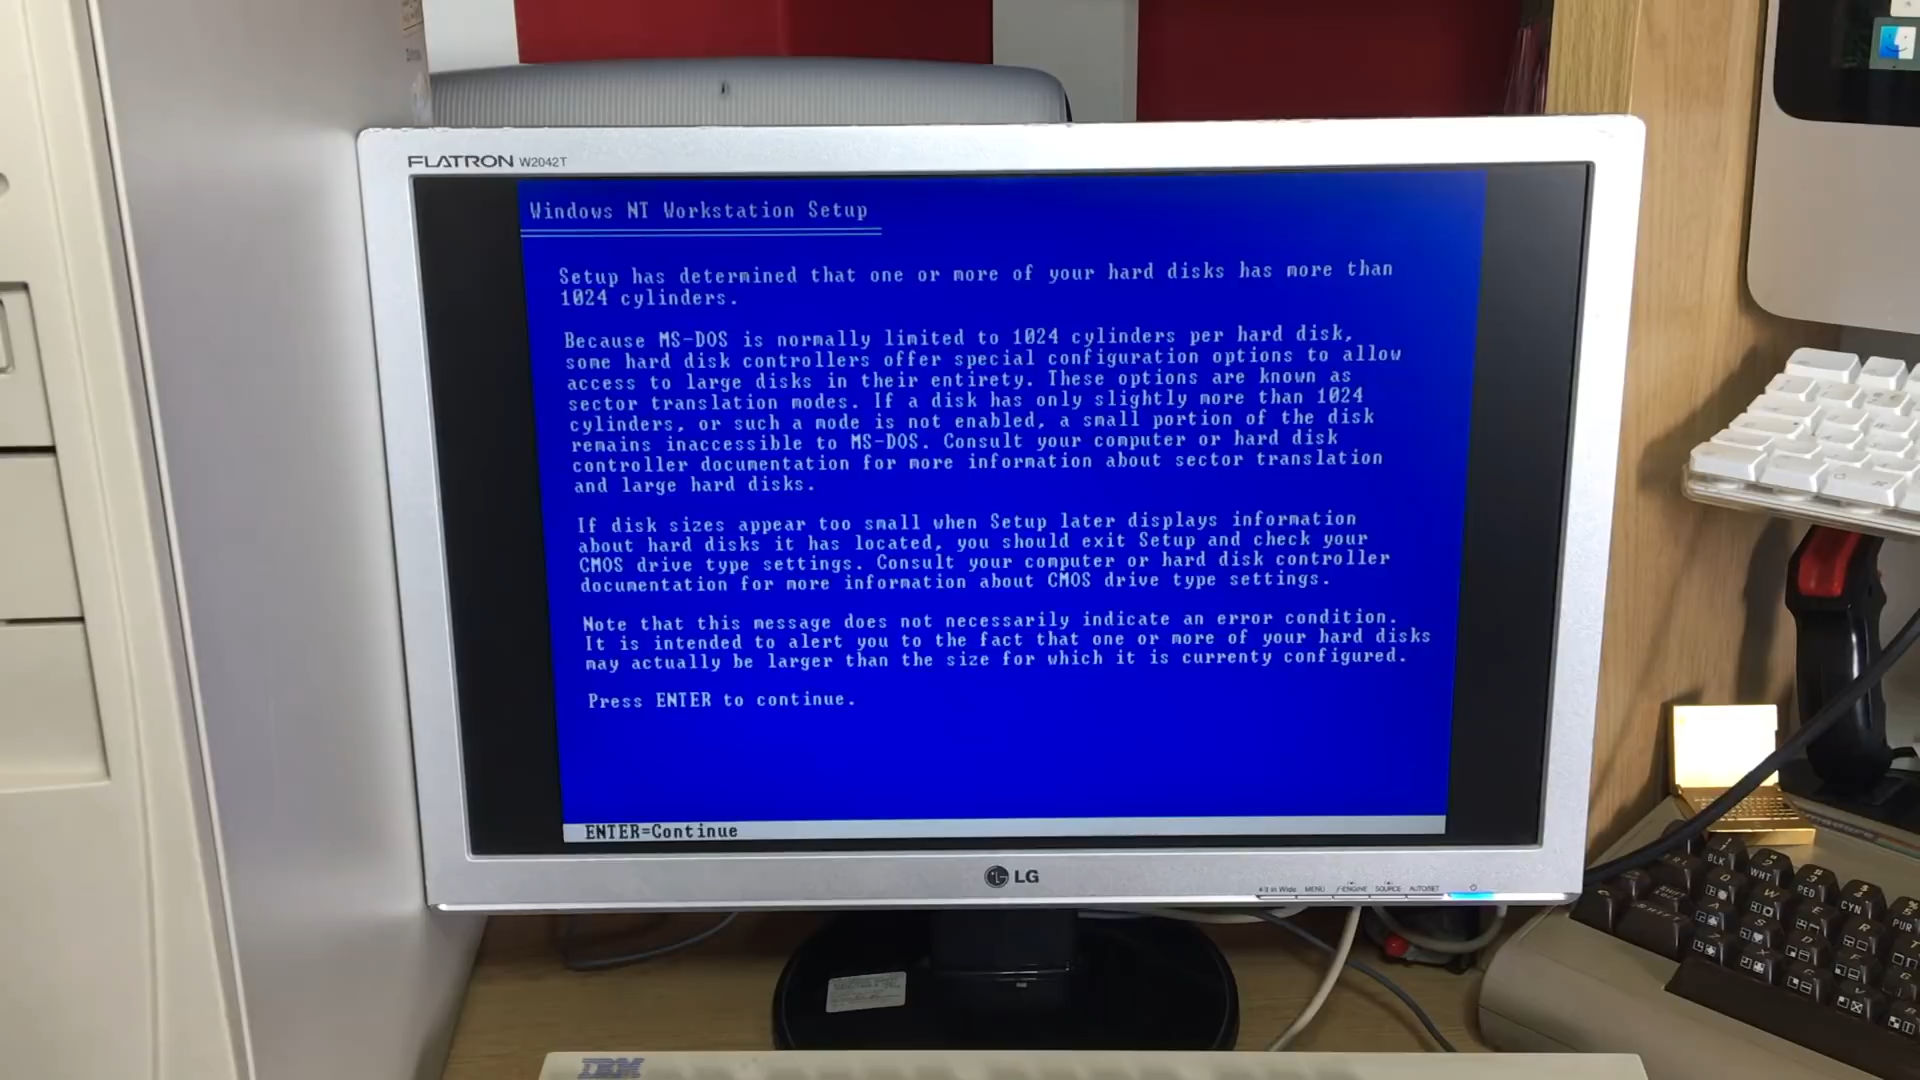 FLATRON W2042T
Windows NT Workstation Setup
Setup has determined that one or more of your hard disks has more than
1024 cylinders.
Because MS-DOS is normally limited to 1024 cylinders per hard disk,
some hard disk controllers offer special configuration options to allow
access to large disks in their entirety. These options are known as
sector translation modes. If a disk has only slightly more than 1024
cylinders, or such a mode is not enabled, a small portion of the disk
remains inaccessible to MS-DOS. Consult your computer or hard disk
controller documentation for more information about sector translation
and large hard disks.
If disk sizes appear too small when Setup later displays information
about hard disks it has located, you should exit Setup and check your
CMOS drive type settings. Consult your computer or hard disk controller
documentation for more information about CMOS drive type settings.
Note that this message does not necessarily indicate an error condition.
It is intended to alert you to the fact that one or more of your hard disks
may actually be larger than the size for which it is currenty configured.
Press ENTER to continue.
ENTER=Continue
LG
4:3 in Wide MENU f-ENGINE SOURCE AUTO/SET
BLK WHT RED CYN PUR
IBM